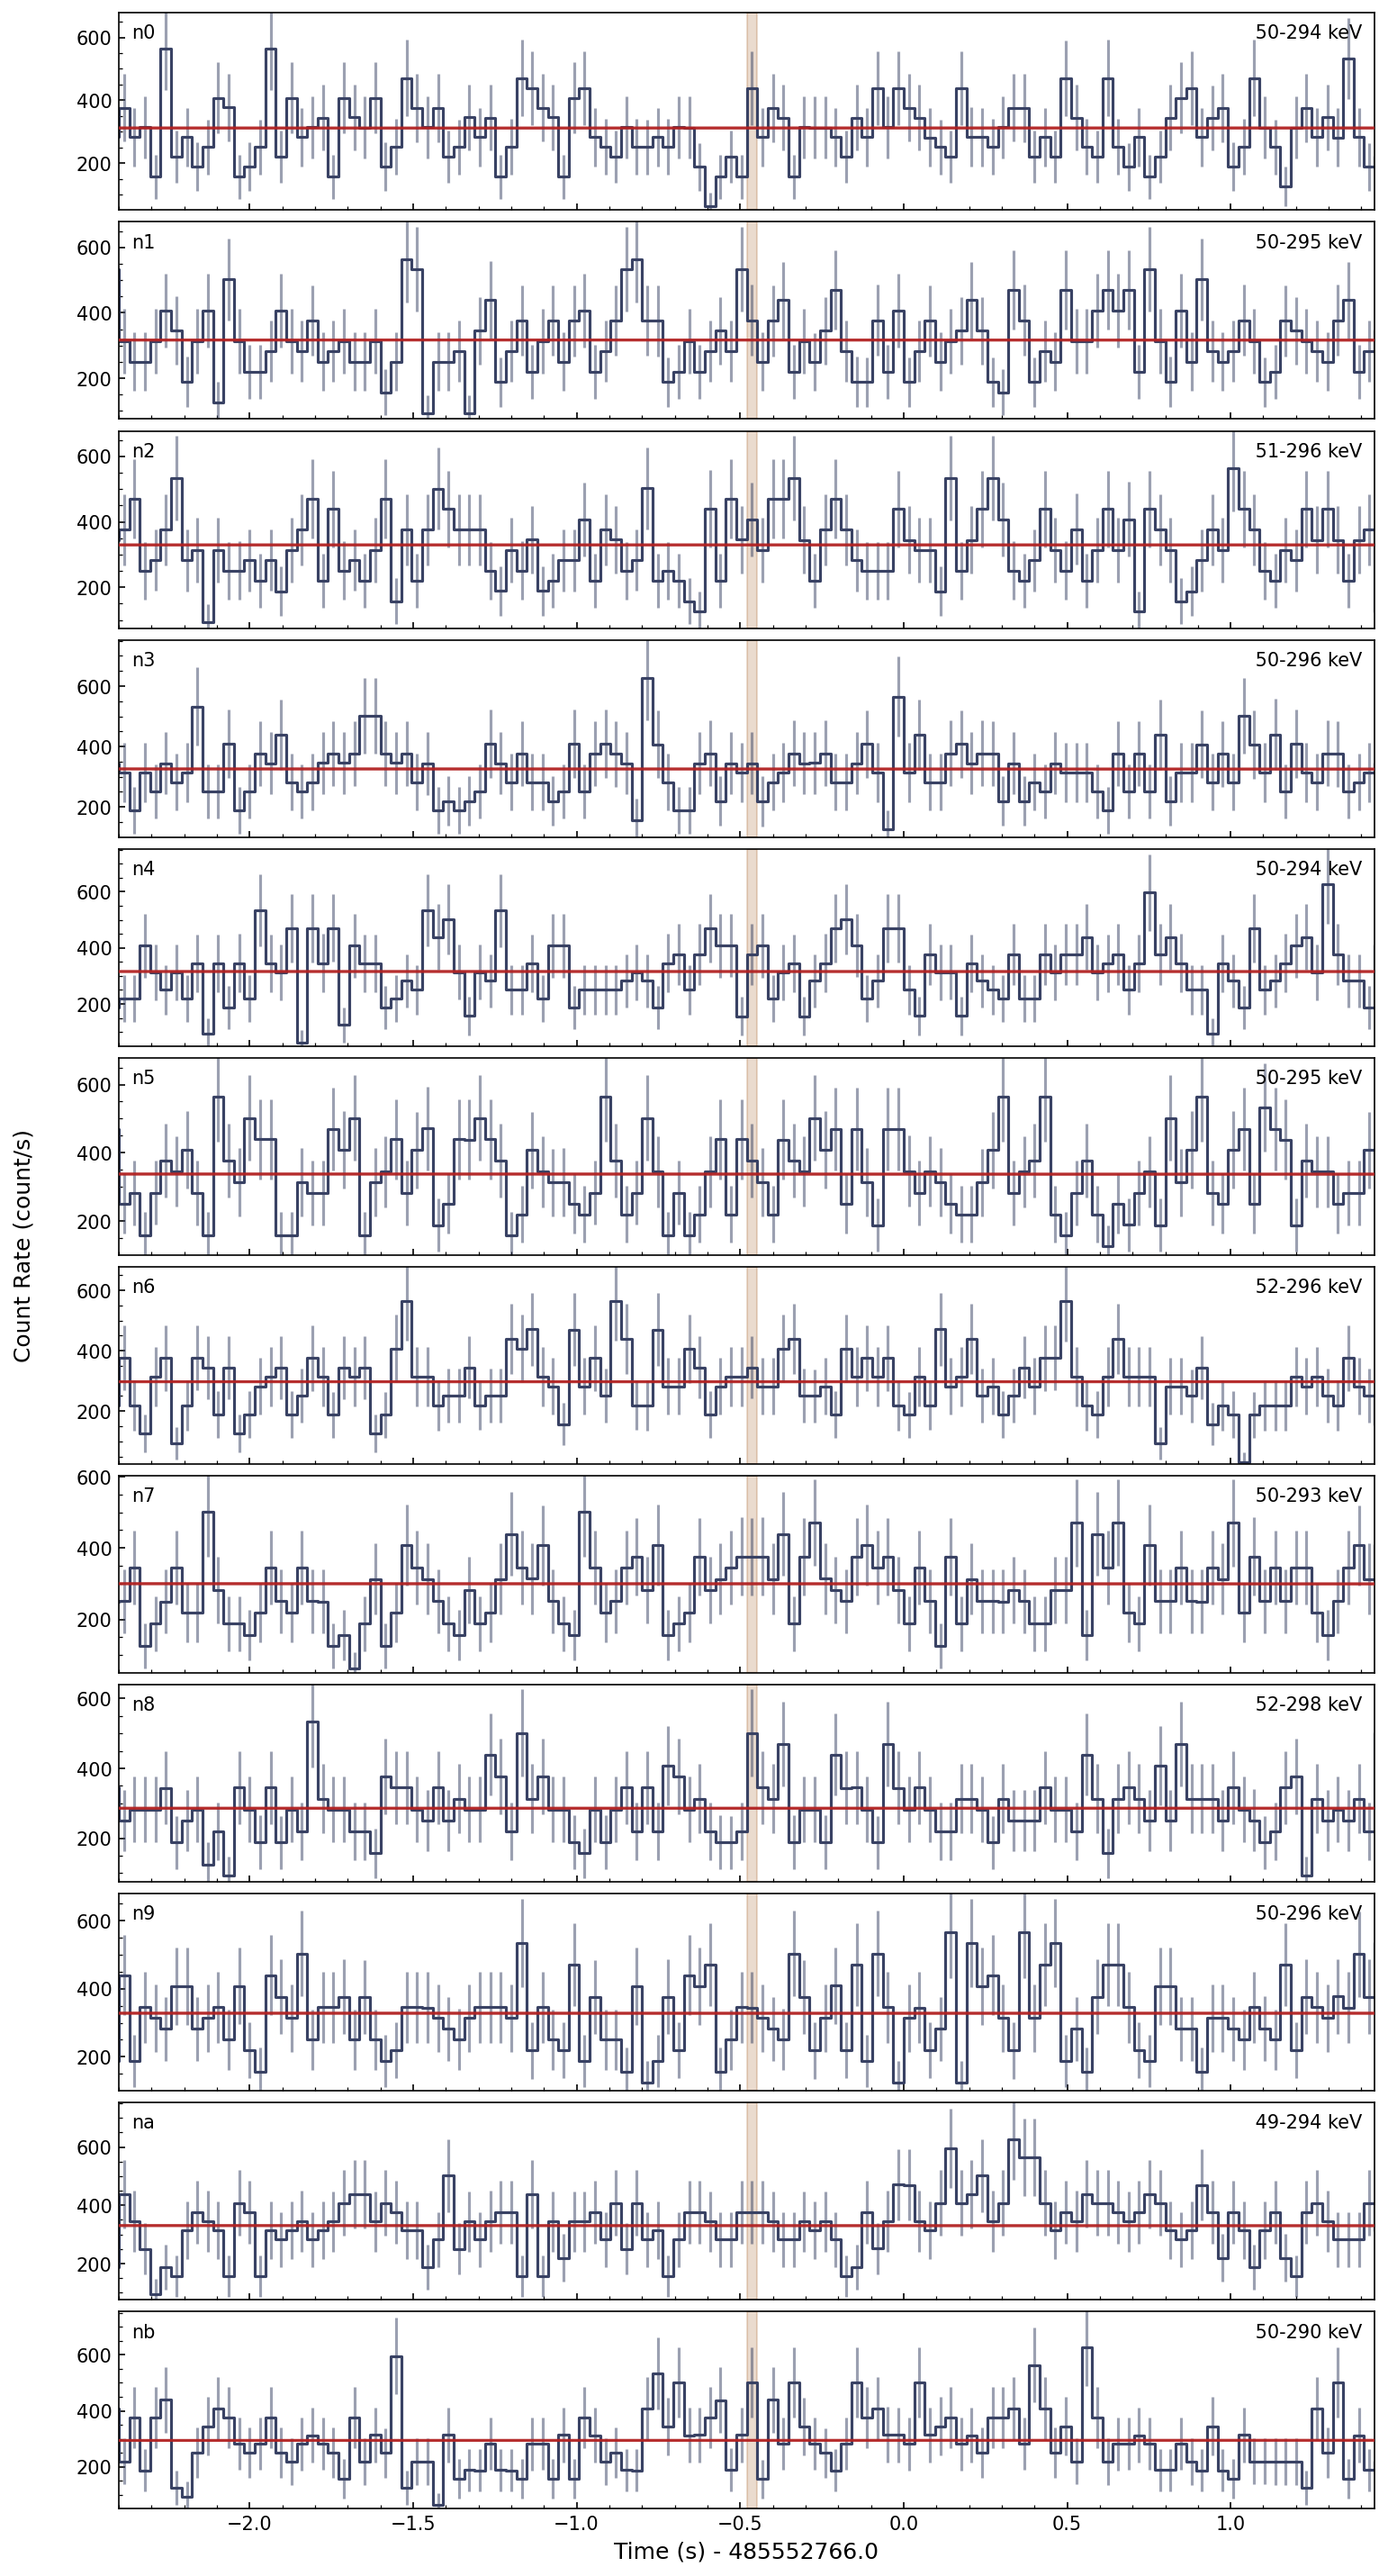 n0 50-294 keV
600
400
200
n1 50-295 keV
600
400
200
n2 51-296 keV
600
400
200
n3 50-296 keV
600
400
200
n4 50-294 keV
600
400
200
n5 50-295 keV
600
400
200
n6 52-296 keV
600
400
200
n7 50-293 keV
600
400
200
n8 52-298 keV
600
400
200
n9 50-296 keV
600
400
200
na 49-294 keV
600
400
200
nb 50-290 keV
600
400
200
Count Rate (count/s)
−2.0 −1.5 −1.0 −0.5 0.0 0.5 1.0
Time (s) - 485552766.0